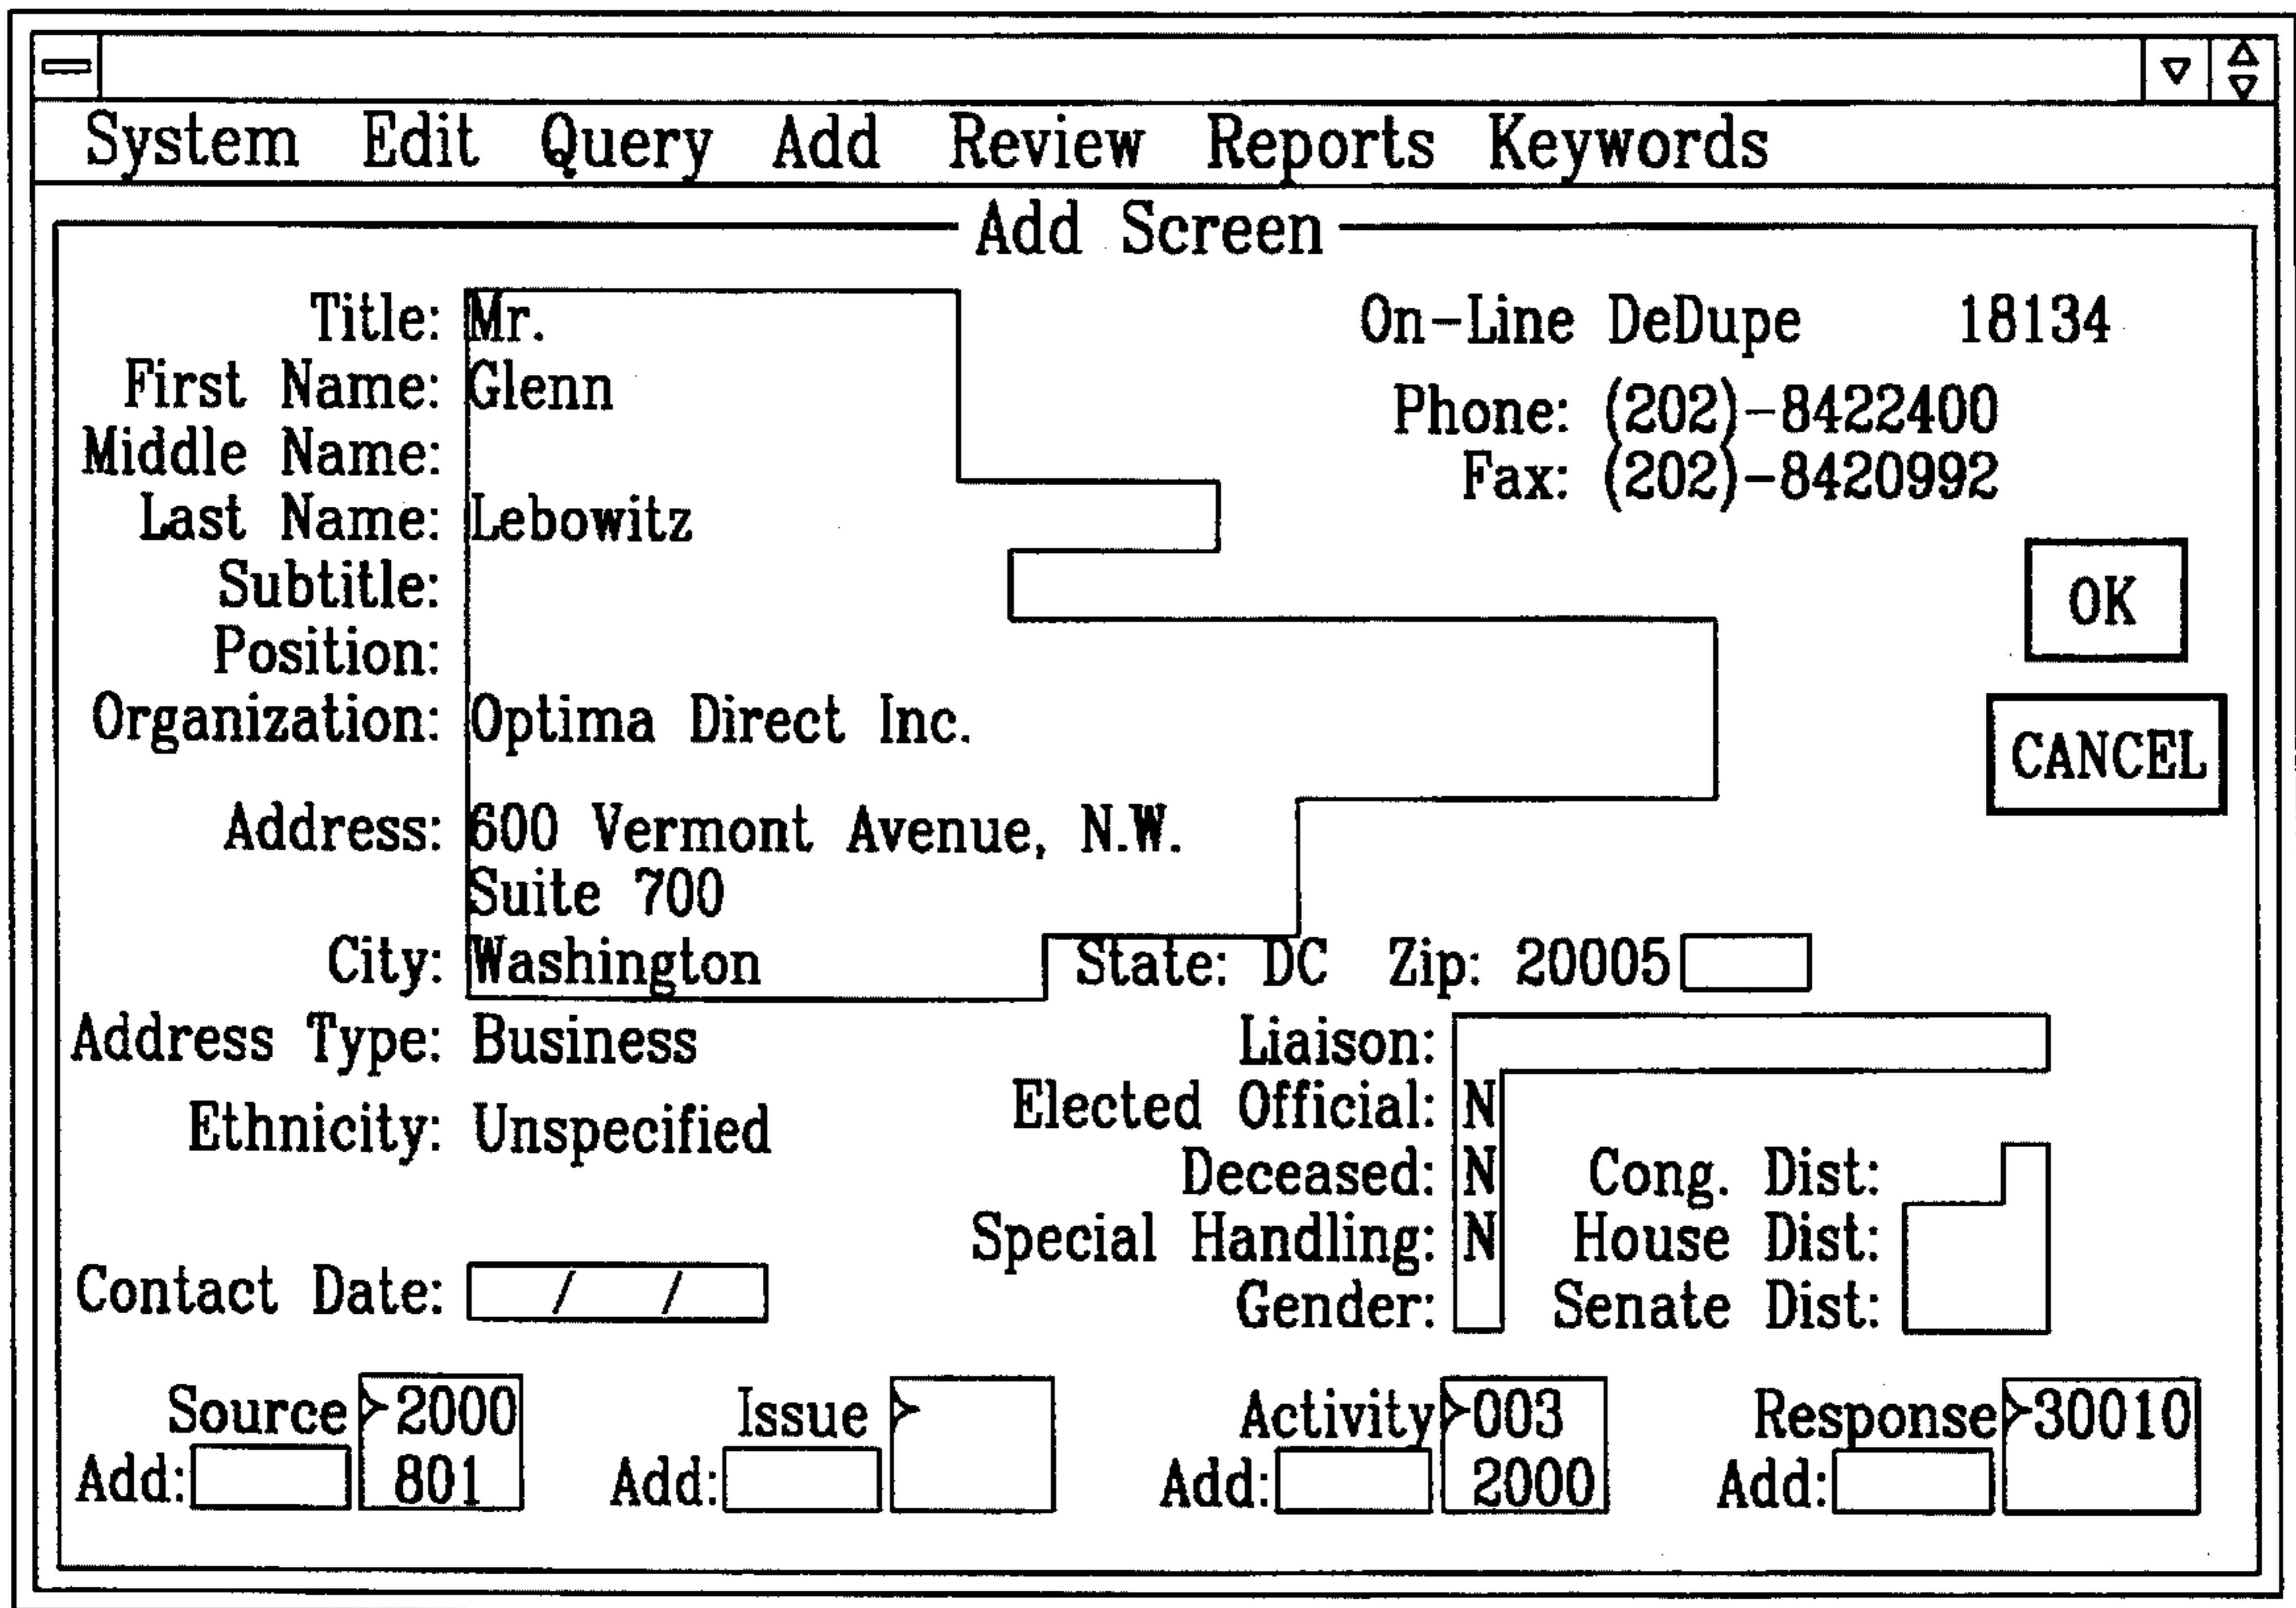 System Edit Query Add Review Reports Keywords
Add Screen
Title: Mr. On-Line DeDupe 18134
First Name: Glenn Phone: (202)-8422400
Middle Name: Fax: (202)-8420992
Last Name: Lebowitz
Subtitle: OK
Position:
Organization: Optima Direct Inc. CANCEL
Address: 600 Vermont Avenue, N.W.
Suite 700
City: Washington State: DC Zip: 20005
Address Type: Business Liaison:
Ethnicity: Unspecified Elected Official: N
Deceased: N Cong. Dist:
Special Handling: N House Dist:
Contact Date: / / Gender: Senate Dist:
Source >2000 Issue > Activity >003 Response >30010
Add: 801 Add: Add: 2000 Add: